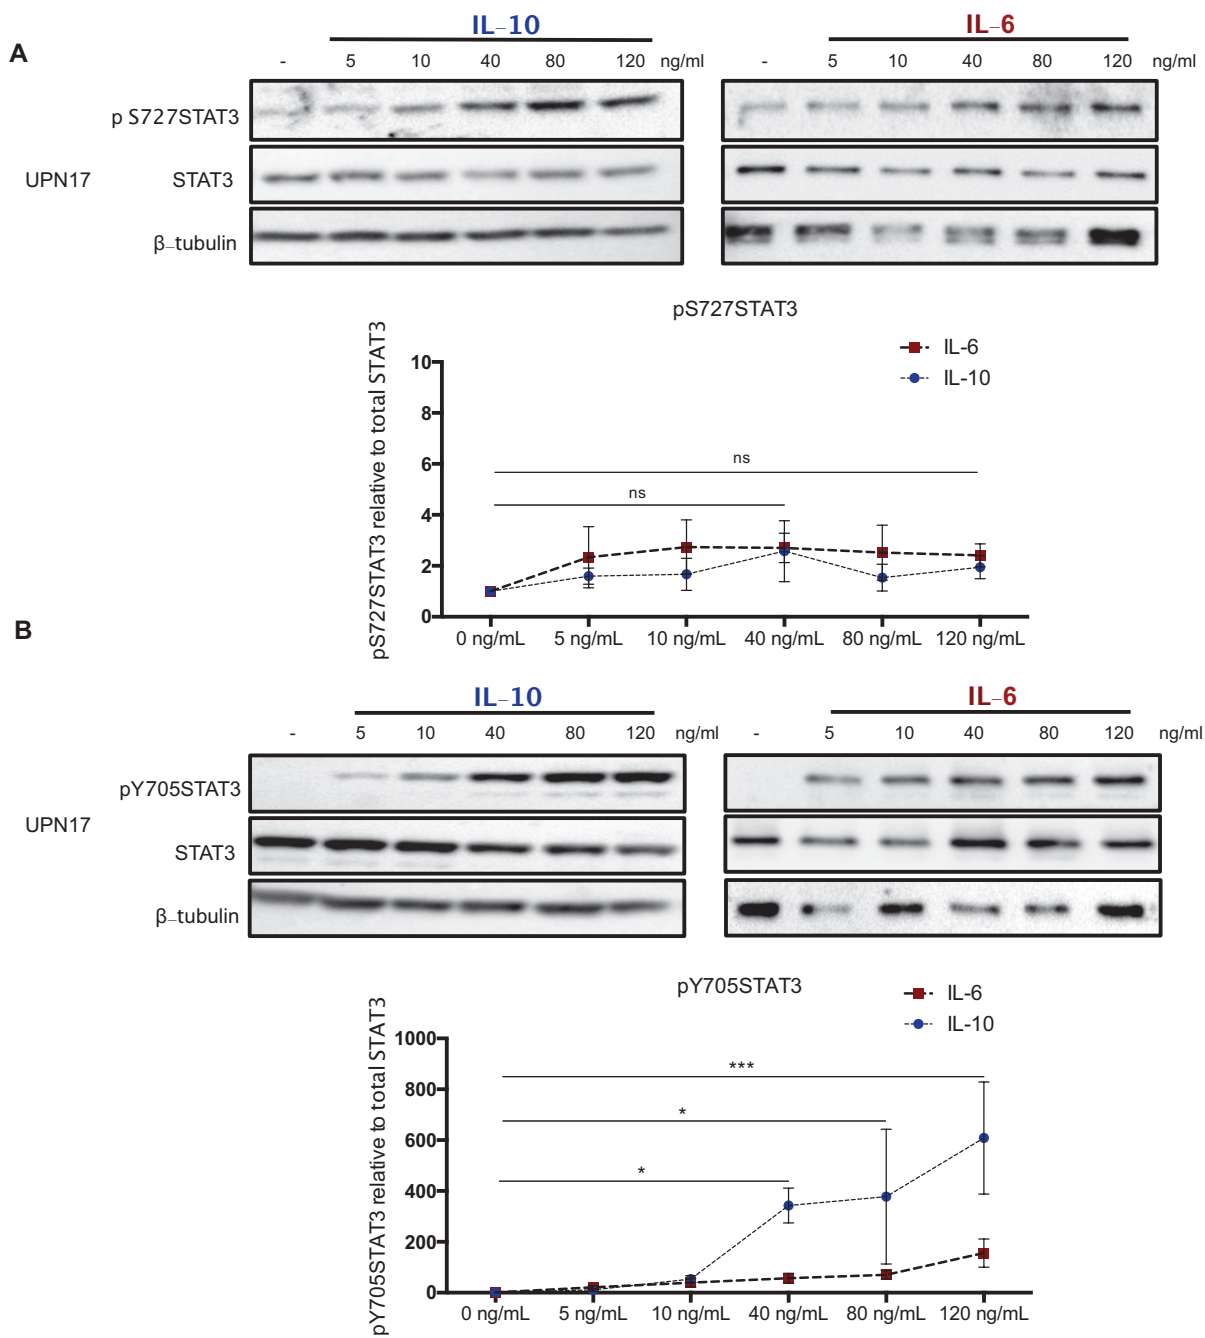 IL-10 IL-6
A
- 5 10 40 80 120 ng/ml - 5 10 40 80 120 ng/ml
p S727STAT3
UPN17 STAT3
β-tubulin
pS727STAT3
pS727STAT3 relative to total STAT3
IL-6
IL-10
10
8
6
4
2
0
ns
ns
0 ng/mL 5 ng/mL 10 ng/mL 40 ng/mL 80 ng/mL 120 ng/mL
B
IL-10 IL-6
- 5 10 40 80 120 ng/ml - 5 10 40 80 120 ng/ml
pY705STAT3
UPN17
STAT3
β-tubulin
pY705STAT3
pY705STAT3 relative to total STAT3
IL-6
IL-10
1000
800
600
400
200
0
***
*
*
0 ng/mL 5 ng/mL 10 ng/mL 40 ng/mL 80 ng/mL 120 ng/mL